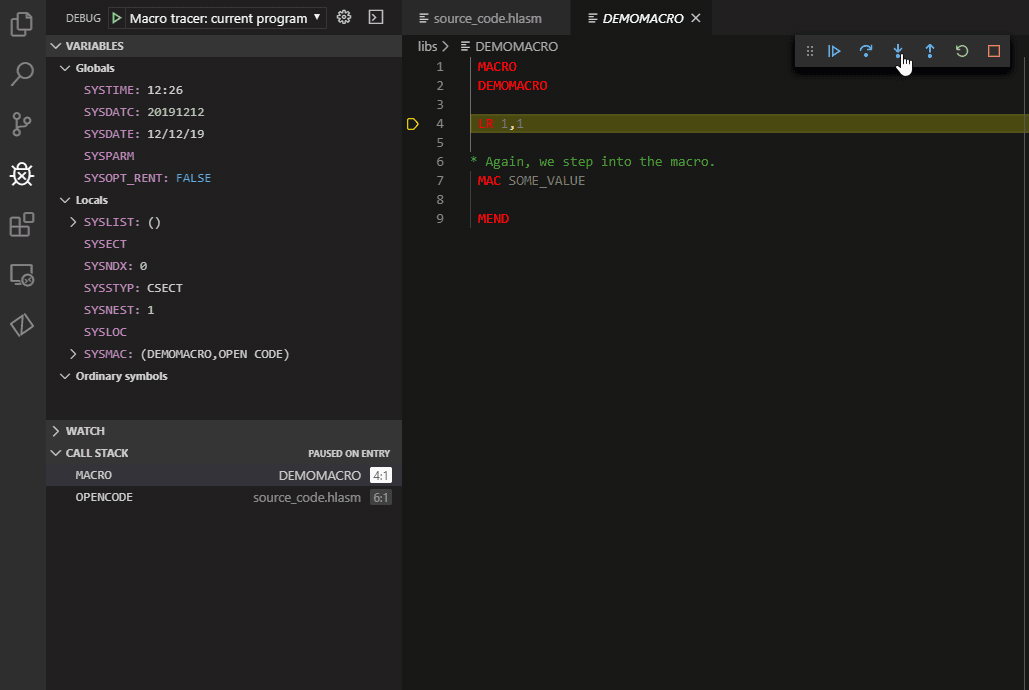 DEBUG Macro tracer: current program
VARIABLES
Globals
SYSTIME: 12:26
SYSDATC: 20191212
SYSDATE: 12/12/19
SYSPARM
SYSOPT_RENT: FALSE
Locals
SYSLIST: ()
SYSECT
SYSNDX: 0
SYSSTYP: CSECT
SYSNEST: 1
SYSLOC
SYSMAC: (DEMOMACRO,OPEN CODE)
Ordinary symbols
WATCH
CALL STACK PAUSED ON ENTRY
MACRO DEMOMACRO 4:1
OPENCODE source_code.hlasm 6:1
source_code.hlasm DEMOMACRO
libs > DEMOMACRO
1 MACRO
2 DEMOMACRO
3
4 LR 1,1
5
6 * Again, we step into the macro.
7 MAC SOME_VALUE
8
9 MEND